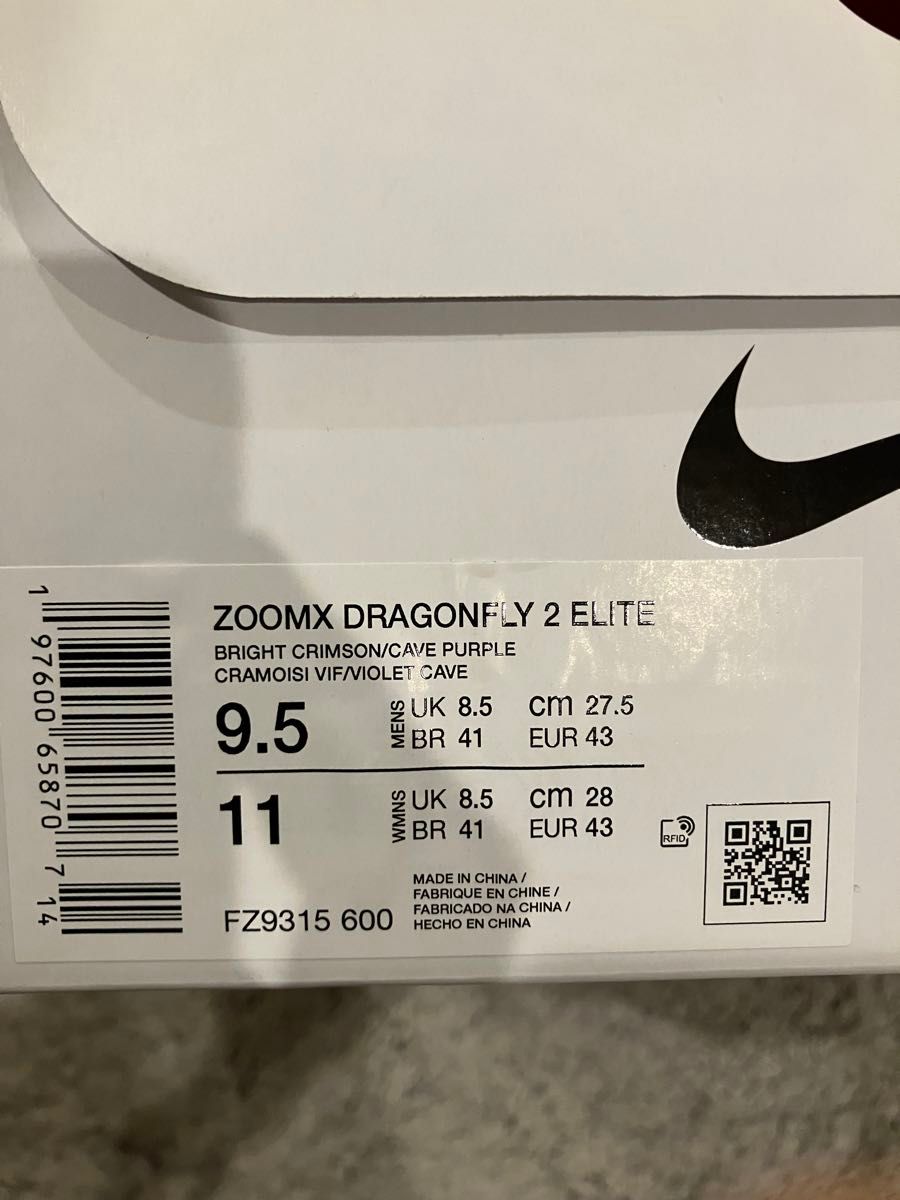 ZOOMX DRAGONFLY 2 ELITE
BRIGHT CRIMSON/CAVE PURPLE
CRAMOISI VIF/VIOLET CAVE
9.5 MENS UK 8.5 cm 27.5
BR 41 EUR 43
11 WMNS UK 8.5 cm 28
BR 41 EUR 43
RFID
MADE IN CHINA /
FABRIQUE EN CHINE /
FABRICADO NA CHINA /
HECHO EN CHINA
FZ9315 600
1 97600 65870 7 14